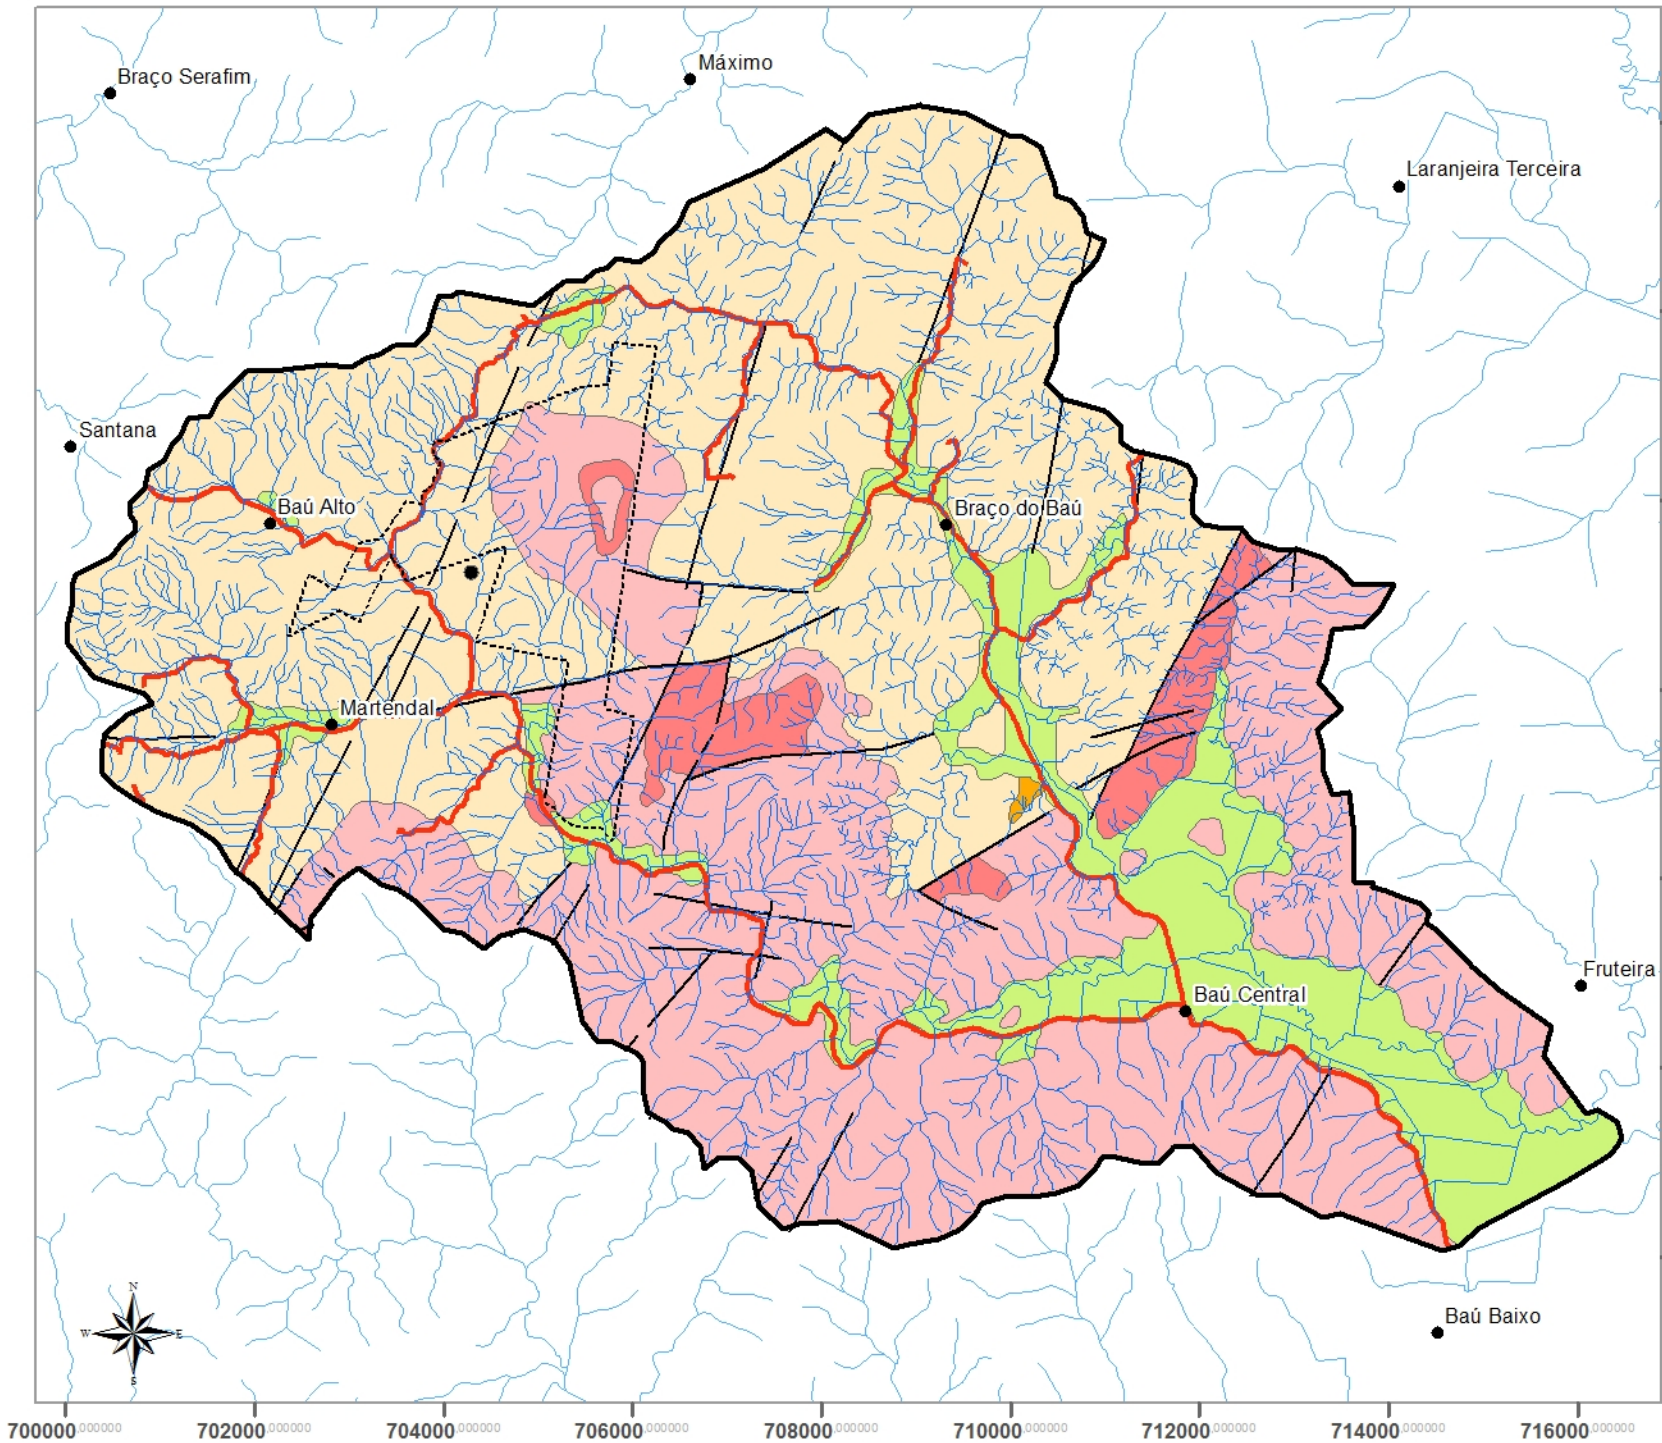 Máximo
Braço Serafim
Laranjeira Terceira
Santana
Baú Alto
Braço do Baú
Martendal
Fruteira
Baú Central
Baú Baixo
N
W E
S
700000,000000 702000,000000 704000,000000 706000,000000 708000,000000 710000,000000 712000,000000 714000,000000 716000,000000